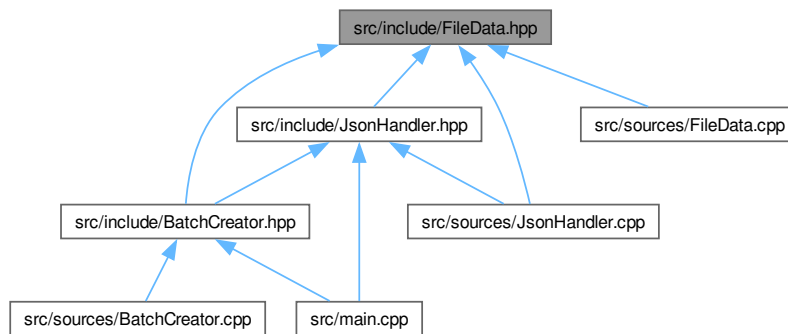 src/include/FileData.hpp
src/include/JsonHandler.hpp
src/sources/FileData.cpp
src/include/BatchCreator.hpp
src/sources/JsonHandler.cpp
src/sources/BatchCreator.cpp
src/main.cpp